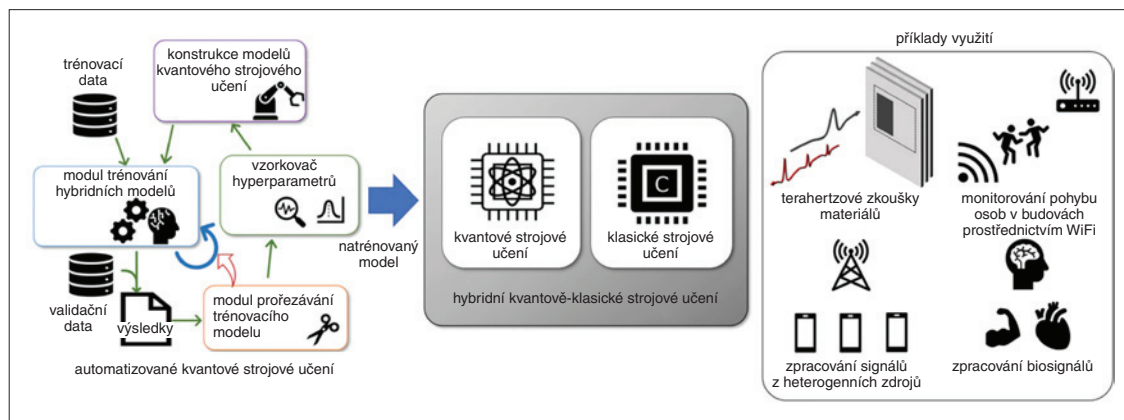 trénovací
data
konstrukce modelů
kvantového strojového
učení
modul trénování
hybridních modelů
vzorkovač
hyperparametrů
validační
data
výsledky
modul prořezávání
trénovacího
modelu
automatizované kvantové strojové učení
natrénovaný
model
kvantové strojové
učení
C
klasické strojové
učení
hybridní kvantově-klasické strojové učení
příklady využití
terahertzové zkoušky
materiálů
monitorování pohybu
osob v budovách
prostřednictvím WiFi
zpracování signálů
z heterogenních zdrojů
zpracování biosignálů